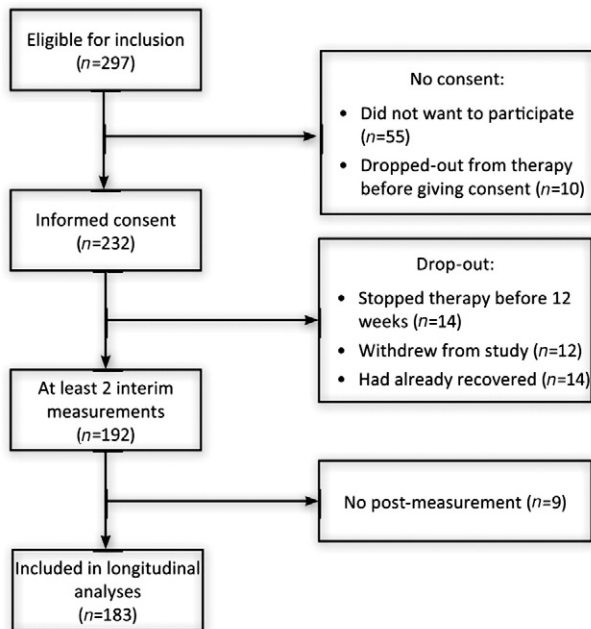 Eligible for inclusion
(n=297)
No consent:
• Did not want to participate
(n=55)
• Dropped-out from therapy
before giving consent (n=10)
Informed consent
(n=232)
Drop-out:
• Stopped therapy before 12
weeks (n=14)
• Withdrew from study (n=12)
• Had already recovered (n=14)
At least 2 interim
measurements
(n=192)
No post-measurement (n=9)
Included in longitudinal
analyses
(n=183)